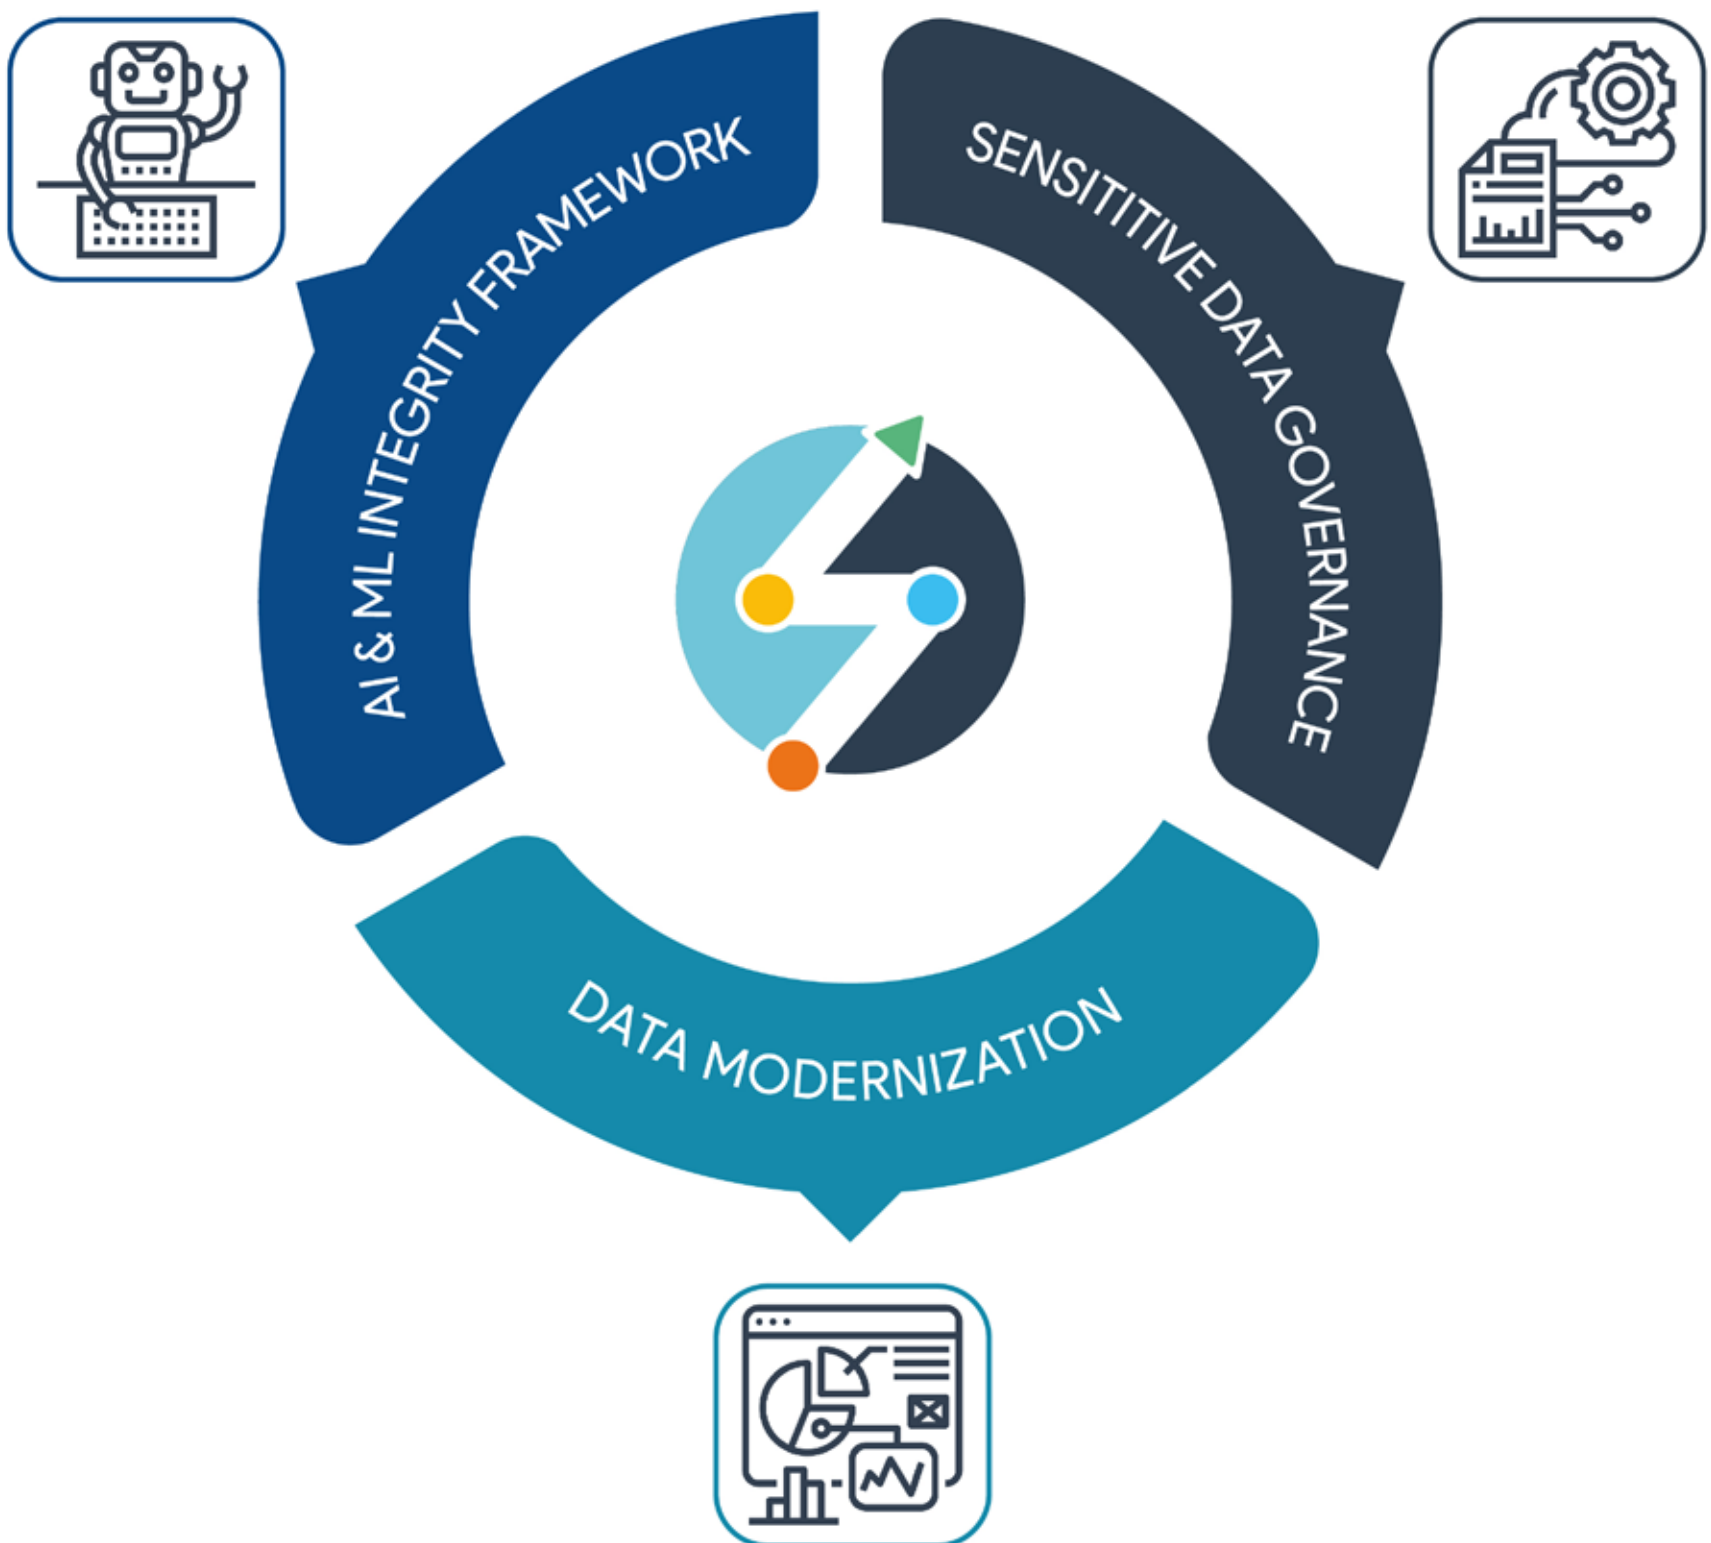 AI & ML INTEGRITY FRAMEWORK
SENSITITIVE DATA GOVERNANCE
DATA MODERNIZATION